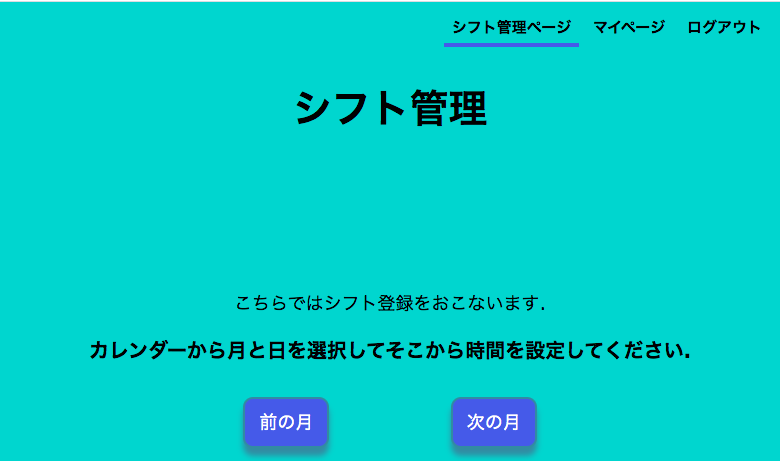 シフト管理ページ マイページ ログアウト
シフト管理
こちらではシフト登録をおこないます.
カレンダーから月と日を選択してそこから時間を設定してください.
前の月 次の月